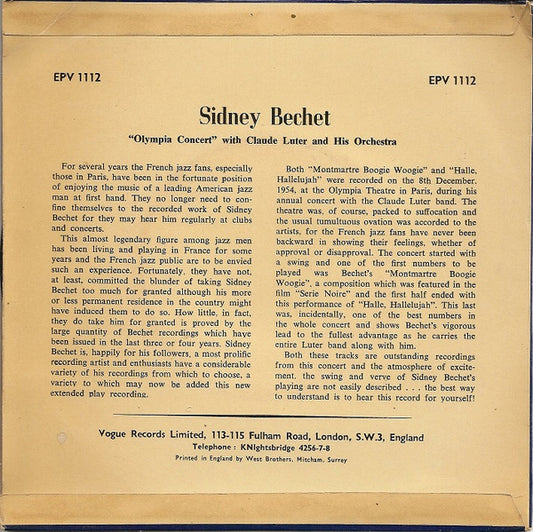 EPV 1112
EPV 1112
Sidney Bechet
"Olympia Concert" with Claude Luter and His Orchestra
For several years the French jazz fans, especially
those in Paris, have been in the fortunate position
of enjoying the music of a leading American jazz
man at first hand. They no longer need to con-
fine themselves to the recorded work of Sidney
Bechet for they may hear him regularly at clubs
and concerts.
This almost legendary figure among jazz men
has been living and playing in France for some
years and the French jazz public are to be envied
such an experience. Fortunately, they have not,
at least, committed the blunder of taking Sidney
Bechet too much for granted although his more
or less permanent residence in the country might
have induced them to do so. How little, in fact,
they do take him for granted is proved by the
large quantity of Bechet recordings which have
been issued in the last three or four years. Sidney
Bechet is, happily for his followers, a most prolific
recording artist and enthusiasts have a considerable
variety of his recordings from which to choose, a
variety to which may now be added this new
extended play recording.
Both "Montmartre Boogie Woogie" and "Halle,
Hallelujah" were recorded on the 8th December,
1954, at the Olympia Theatre in Paris, during his
annual concert with the Claude Luter band. The
theatre was, of course, packed to suffocation and
the usual tumultuous ovation was accorded to the
artists, for the French jazz fans have never been
backward in showing their feelings, whether of
approval or disapproval. The concert started with
a swing and one of the first numbers to be
played was Bechet's "Montmartre Boogie
Woogie", a composition which was featured in the
film "Serie Noire" and the first half ended with
this performance of "Halle, Hallelujah". This last
was, incidentally, one of the best numbers in
the whole concert and shows Bechet's vigorous
lead to the fullest advantage as he carries the
entire Luter band along with him.
Both these tracks are outstanding recordings
from this concert and the atmosphere of excite-
ment, the swing and verve of Sidney Bechet's
playing are not easily described . . . the best way
to understand is to hear this record for yourself!
Vogue Records Limited, 113-115 Fulham Road, London, S.W.3, England
Telephone : KNIghtsbridge 4256-7-8
Printed in England by West Brothers, Mitcham, Surrey